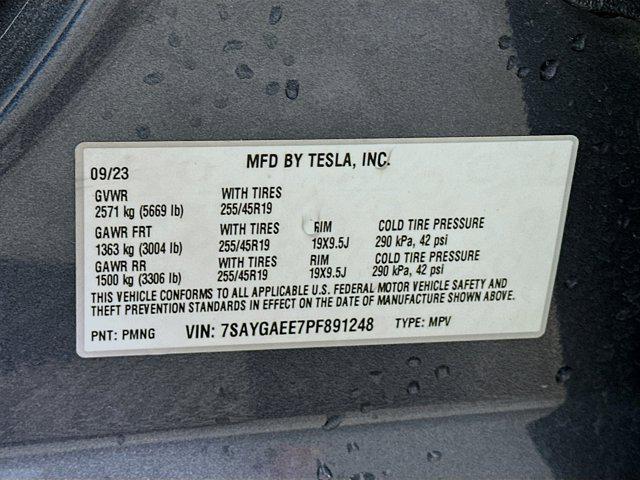 MFD BY TESLA, INC.
09/23
GVWR WITH TIRES
2571 kg (5669 lb) 255/45R19
GAWR FRT WITH TIRES RIM COLD TIRE PRESSURE
1363 kg (3004 lb) 255/45R19 19X9.5J 290 kPa, 42 psi
GAWR RR WITH TIRES RIM COLD TIRE PRESSURE
1500 kg (3306 lb) 255/45R19 19X9.5J 290 kPa, 42 psi
THIS VEHICLE CONFORMS TO ALL APPLICABLE U.S. FEDERAL MOTOR VEHICLE SAFETY AND
THEFT PREVENTION STANDARDS IN EFFECT ON THE DATE OF MANUFACTURE SHOWN ABOVE.
PNT: PMNG VIN: 7SAYGAEE7PF891248 TYPE: MPV